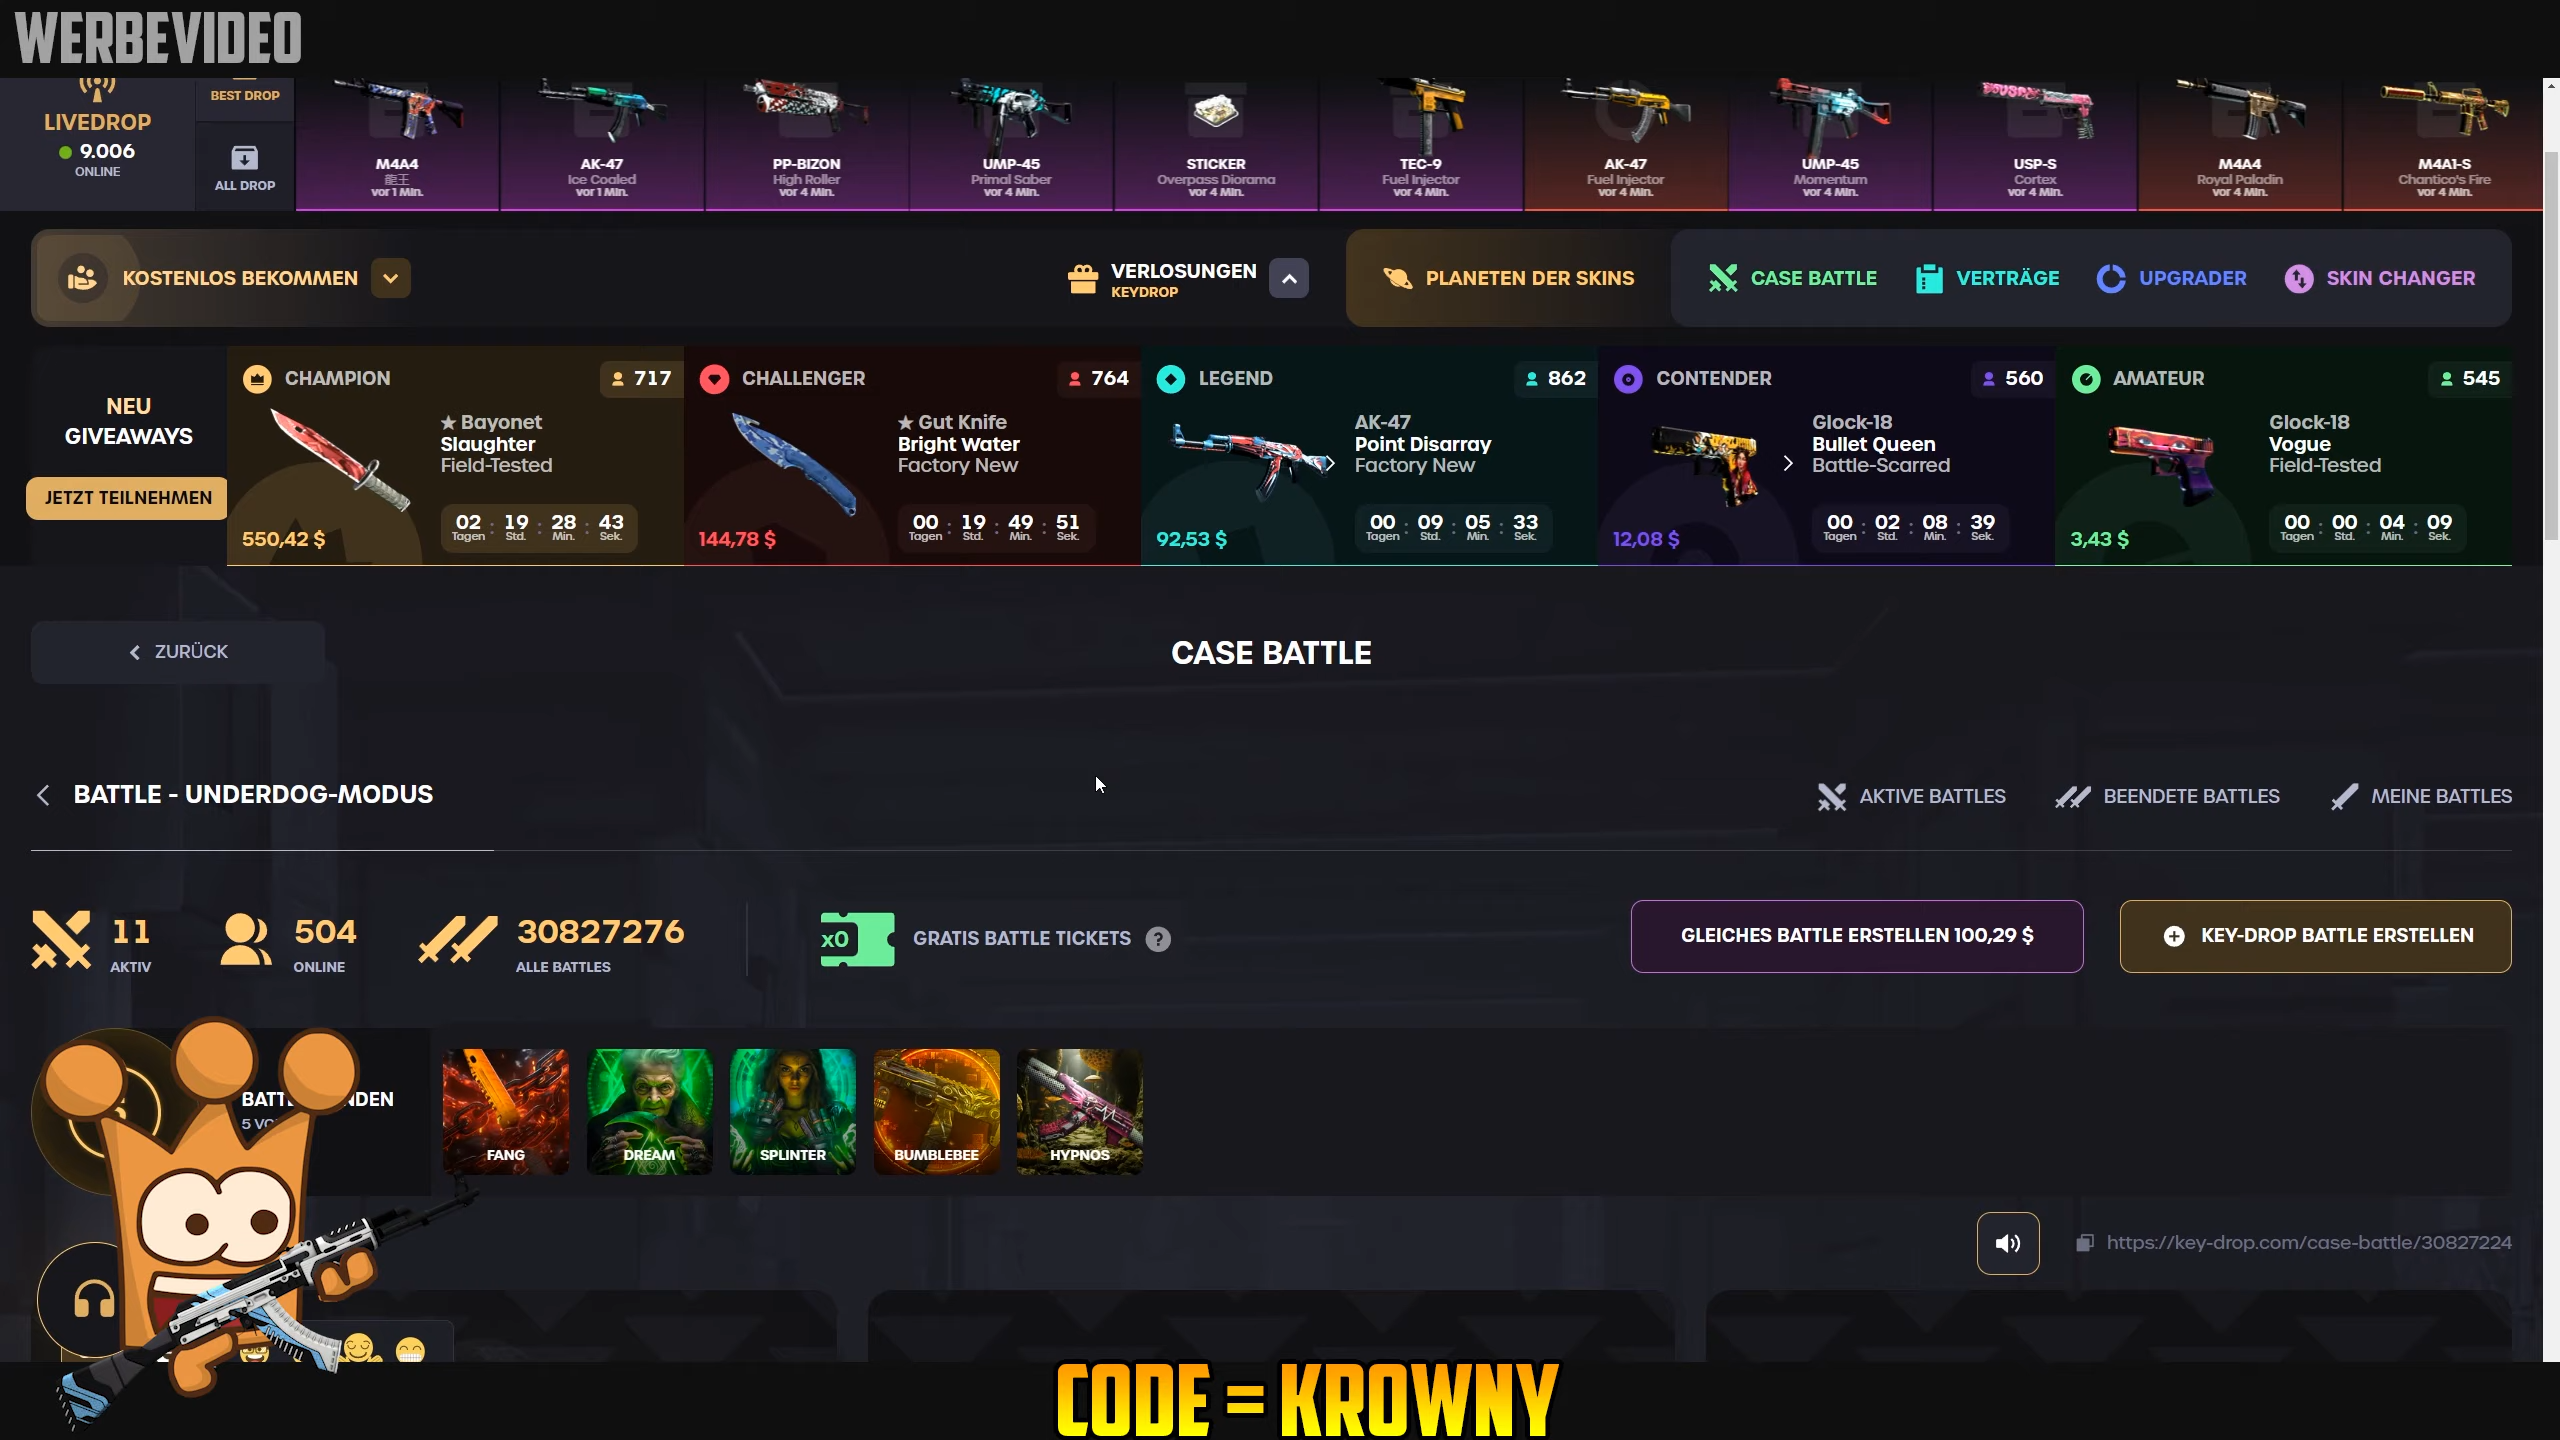 WERBEVIDEO
LIVEDROP
9.006
ONLINE
BEST DROP
ALL DROP
M4A4
龍王
vor 1 Min.
AK-47
Ice Coaled
vor 1 Min.
PP-BIZON
High Roller
vor 4 Min.
UMP-45
Primal Saber
vor 4 Min.
STICKER
Overpass Diorama
vor 4 Min.
TEC-9
Fuel Injector
vor 4 Min.
AK-47
Fuel Injector
vor 4 Min.
UMP-45
Momentum
vor 4 Min.
USP-S
Cortex
vor 4 Min.
M4A4
Royal Paladin
vor 4 Min.
M4A1-S
Chantico's Fire
vor 4 Min.
KOSTENLOS BEKOMMEN
VERLOSUNGEN
KEYDROP
PLANETEN DER SKINS
CASE BATTLE
VERTRÄGE
UPGRADER
SKIN CHANGER
NEU
GIVEAWAYS
JETZT TEILNEHMEN
CHAMPION
717
★ Bayonet
Slaughter
Field-Tested
550,42 $
02 : 19 : 28 : 43
Tagen Std. Min. Sek.
CHALLENGER
764
★ Gut Knife
Bright Water
Factory New
144,78 $
00 : 19 : 49 : 51
Tagen Std. Min. Sek.
LEGEND
862
AK-47
Point Disarray
Factory New
92,53 $
00 : 09 : 05 : 33
Tagen Std. Min. Sek.
CONTENDER
560
Glock-18
Bullet Queen
Battle-Scarred
12,08 $
00 : 02 : 08 : 39
Tagen Std. Min. Sek.
AMATEUR
545
Glock-18
Vogue
Field-Tested
3,43 $
00 : 00 : 04 : 09
Tagen Std. Min. Sek.
ZURÜCK
CASE BATTLE
BATTLE - UNDERDOG-MODUS
AKTIVE BATTLES
BEENDETE BATTLES
MEINE BATTLES
11
AKTIV
504
ONLINE
30827276
ALLE BATTLES
x0
GRATIS BATTLE TICKETS ?
GLEICHES BATTLE ERSTELLEN 100,29 $
KEY-DROP BATTLE ERSTELLEN
FANG
DREAM
SPLINTER
BUMBLEBEE
HYPNOS
https://key-drop.com/case-battle/30827224
CODE = KROWNY